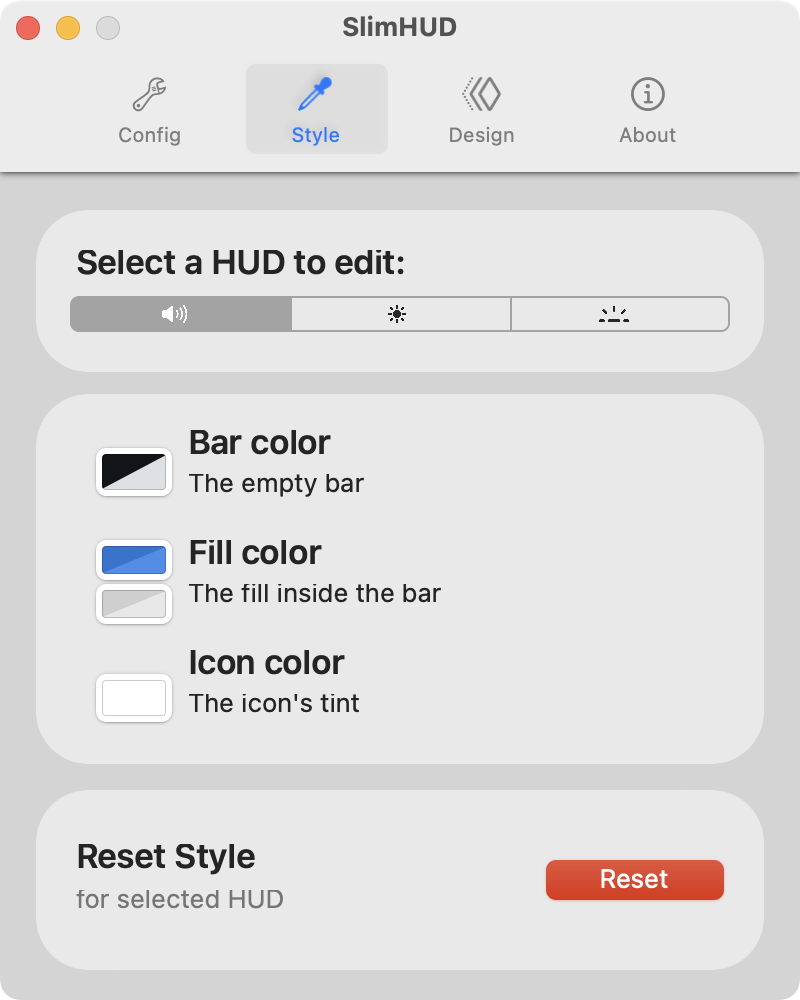 SlimHUD
Config
Style
Design
About
Select a HUD to edit:
Bar color
The empty bar
Fill color
The fill inside the bar
Icon color
The icon's tint
Reset Style
for selected HUD
Reset